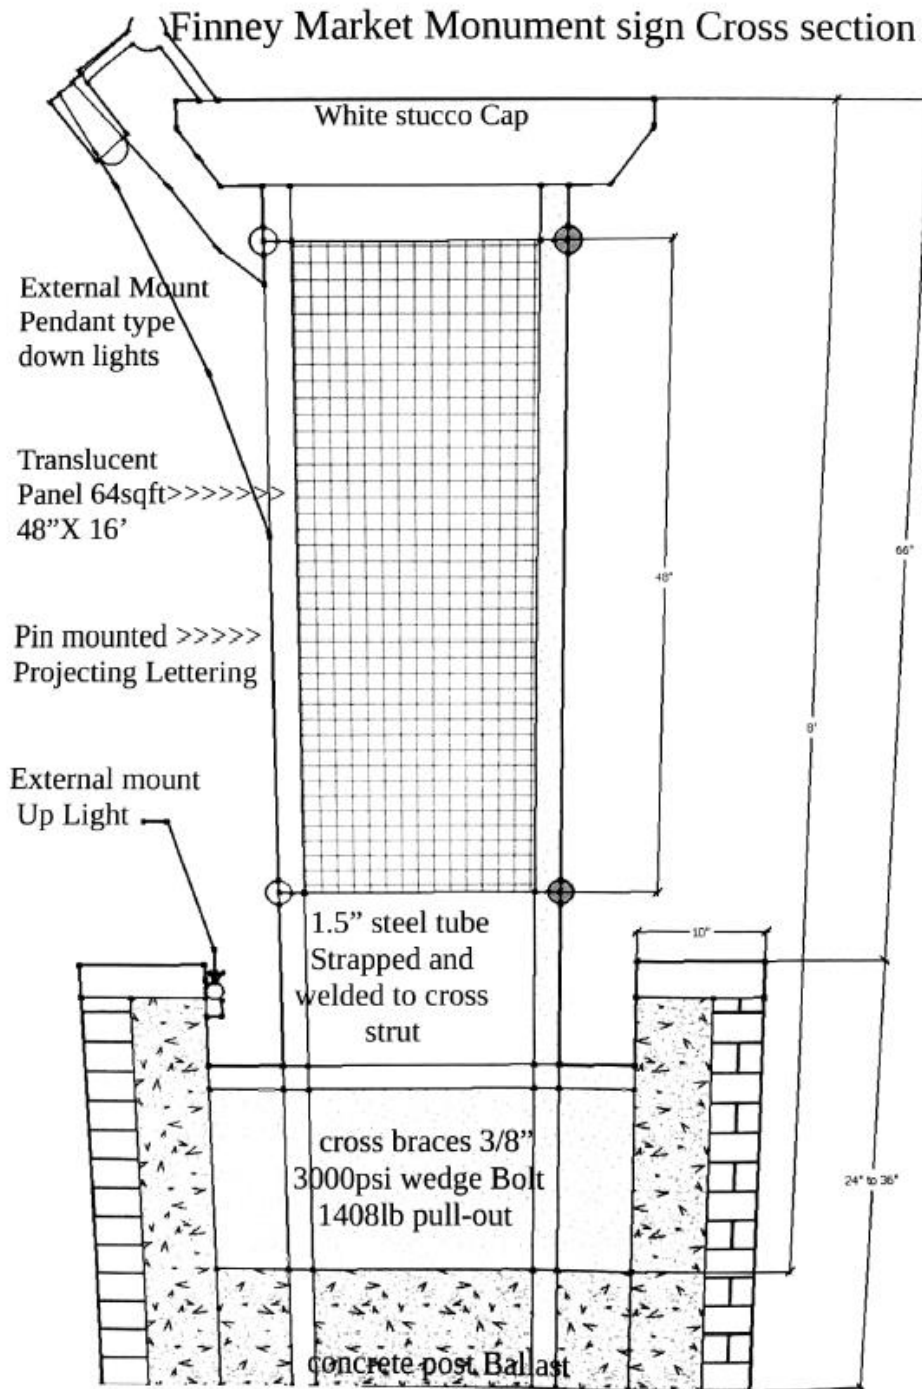 Finney Market Monument sign Cross section
White stucco Cap
External Mount
Pendant type
down lights
Translucent
Panel 64sqft>>>>>>>
48”X 16’
48"
66"
Pin mounted >>>>>
Projecting Lettering
8'
External mount
Up Light
1.5” steel tube
Strapped and
welded to cross
strut
10"
cross braces 3/8”
3000psi wedge Bolt
1408lb pull-out
24" to 36"
concrete post Ballast